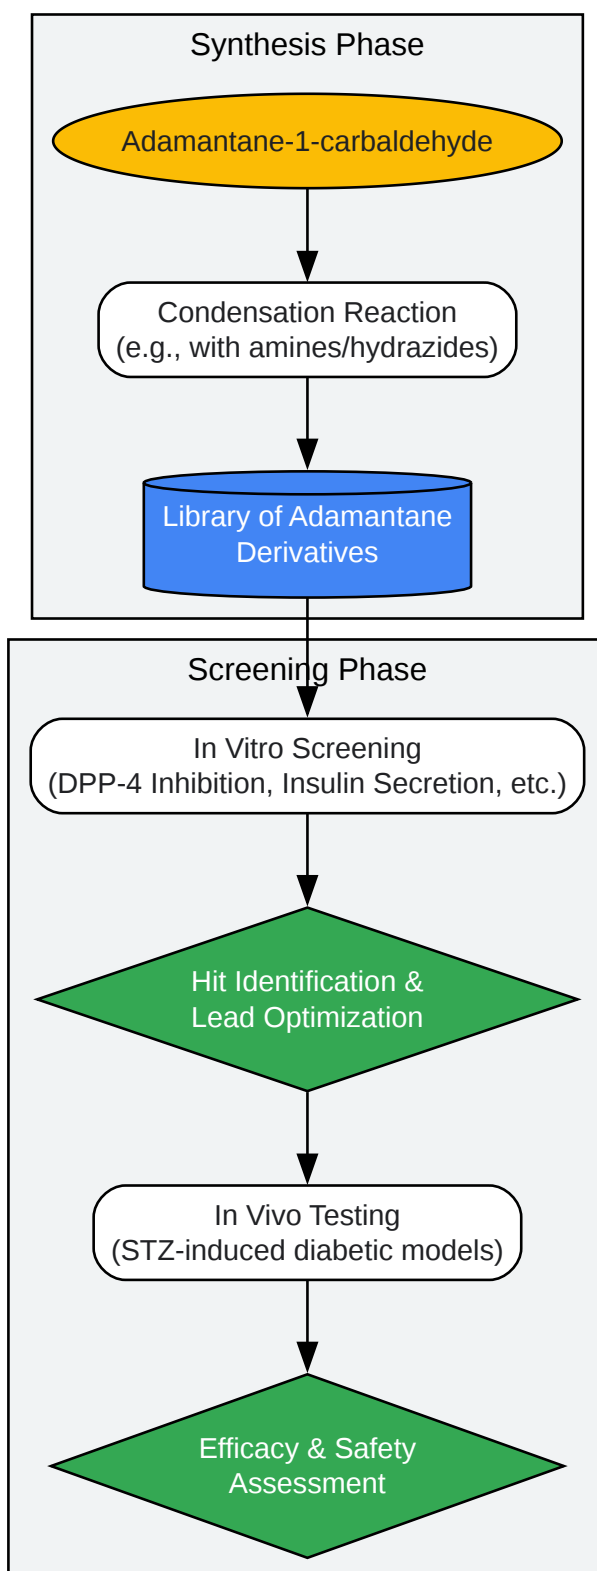 Synthesis Phase
Adamantane-1-carbaldehyde
Condensation Reaction
(e.g., with amines/hydrazides)
Library of Adamantane
Derivatives
Screening Phase
In Vitro Screening
(DPP-4 Inhibition, Insulin Secretion, etc.)
Hit Identification &
Lead Optimization
In Vivo Testing
(STZ-induced diabetic models)
Efficacy & Safety
Assessment